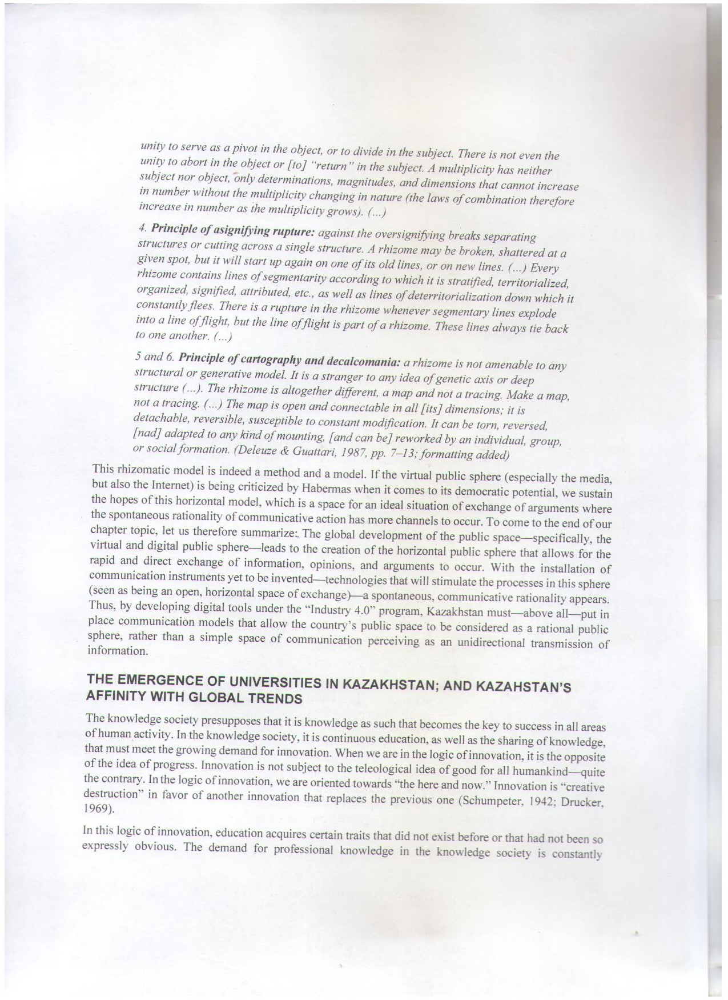 unity to serve as a pivot in the object, or to divide in the subject. There is not even the
unity to abort in the object or [to] “return” in the subject. A multiplicity has neither
subject nor object, only determinations, magnitudes, and dimensions that cannot increase
in number without the multiplicity changing in nature (the laws of combination therefore
increase in number as the multiplicity grows). (...)
4. Principle of asignifying rupture: against the oversignifying breaks separating
structures or cutting across a single structure. A rhizome may be broken, shattered at a
given spot, but it will start up again on one of its old lines, or on new lines. (...) Every
rhizome contains lines of segmentarity according to which it is stratified, territorialized,
organized, signified, attributed, etc., as well as lines of deterritorialization down which it
constantly flees. There is a rupture in the rhizome whenever segmentary lines explode
into a line of flight, but the line of flight is part of a rhizome. These lines always tie back
to one another. (...)
5 and 6. Principle of cartography and decalcomania: a rhizome is not amenable to any
structural or generative model. It is a stranger to any idea of genetic axis or deep
structure (...). The rhizome is altogether different, a map and not a tracing. Make a map,
not a tracing. (...) The map is open and connectable in all [its] dimensions; it is
detachable, reversible, susceptible to constant modification. It can be torn, reversed,
[nad] adapted to any kind of mounting, [and can be] reworked by an individual, group,
or social formation. (Deleuze & Guattari, 1987, pp. 7–13; formatting added)
This rhizomatic model is indeed a method and a model. If the virtual public sphere (especially the media,
but also the Internet) is being criticized by Habermas when it comes to its democratic potential, we sustain
the hopes of this horizontal model, which is a space for an ideal situation of exchange of arguments where
the spontaneous rationality of communicative action has more channels to occur. To come to the end of our
chapter topic, let us therefore summarize:. The global development of the public space—specifically, the
virtual and digital public sphere—leads to the creation of the horizontal public sphere that allows for the
rapid and direct exchange of information, opinions, and arguments to occur. With the installation of
communication instruments yet to be invented—technologies that will stimulate the processes in this sphere
(seen as being an open, horizontal space of exchange)—a spontaneous, communicative rationality appears.
Thus, by developing digital tools under the “Industry 4.0” program, Kazakhstan must—above all—put in
place communication models that allow the country’s public space to be considered as a rational public
sphere, rather than a simple space of communication perceiving as an unidirectional transmission of
information.
THE EMERGENCE OF UNIVERSITIES IN KAZAKHSTAN; AND KAZAHSTAN’S
AFFINITY WITH GLOBAL TRENDS
The knowledge society presupposes that it is knowledge as such that becomes the key to success in all areas
of human activity. In the knowledge society, it is continuous education, as well as the sharing of knowledge,
that must meet the growing demand for innovation. When we are in the logic of innovation, it is the opposite
of the idea of progress. Innovation is not subject to the teleological idea of good for all humankind—quite
the contrary. In the logic of innovation, we are oriented towards “the here and now.” Innovation is “creative
destruction” in favor of another innovation that replaces the previous one (Schumpeter, 1942; Drucker,
1969).
In this logic of innovation, education acquires certain traits that did not exist before or that had not been so
expressly obvious. The demand for professional knowledge in the knowledge society is constantly